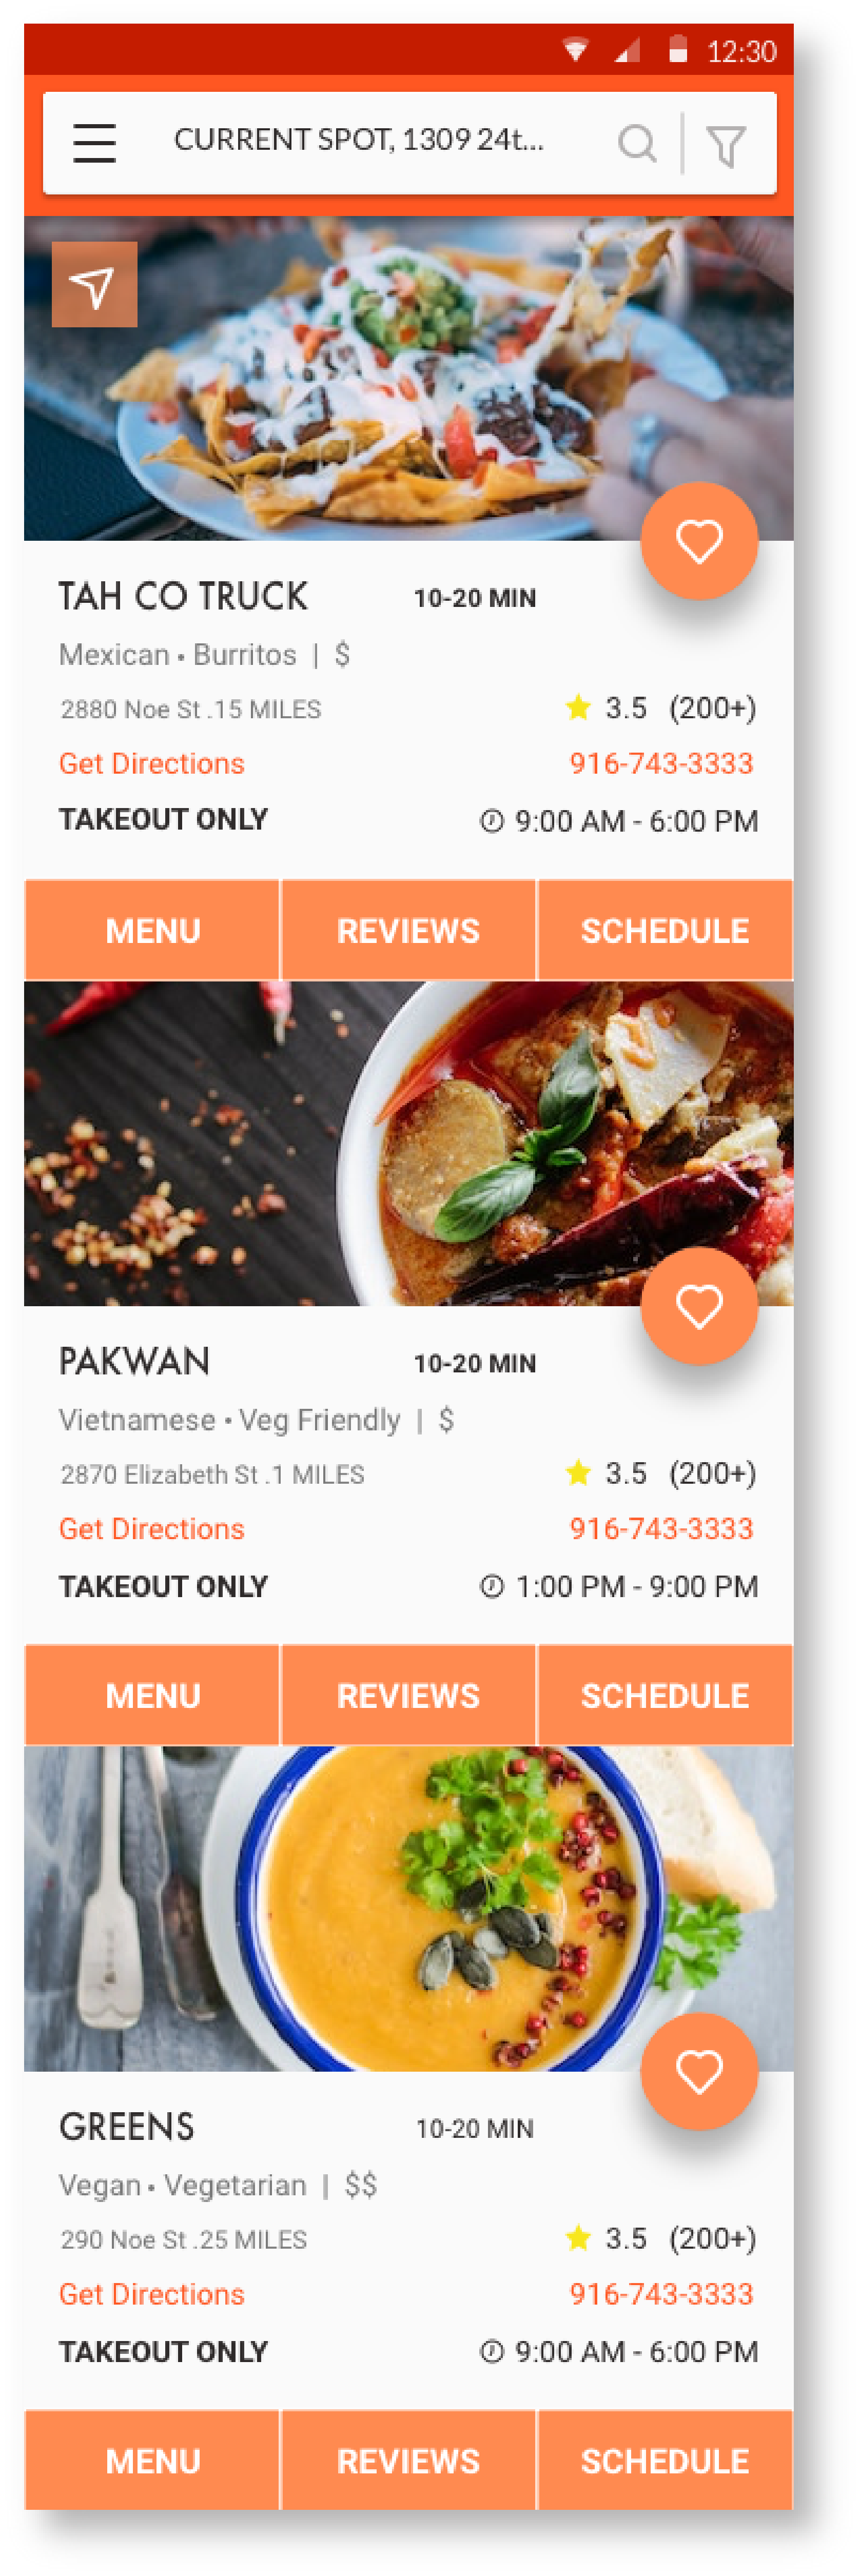 12:30
CURRENT SPOT, 1309 24t...
TAH CO TRUCK 10-20 MIN
Mexican • Burritos | $
2880 Noe St .15 MILES 3.5 (200+)
Get Directions 916-743-3333
TAKEOUT ONLY 9:00 AM - 6:00 PM
MENU REVIEWS SCHEDULE
PAKWAN 10-20 MIN
Vietnamese • Veg Friendly | $
2870 Elizabeth St .1 MILES 3.5 (200+)
Get Directions 916-743-3333
TAKEOUT ONLY 1:00 PM - 9:00 PM
MENU REVIEWS SCHEDULE
GREENS 10-20 MIN
Vegan • Vegetarian | $$
290 Noe St .25 MILES 3.5 (200+)
Get Directions 916-743-3333
TAKEOUT ONLY 9:00 AM - 6:00 PM
MENU REVIEWS SCHEDULE